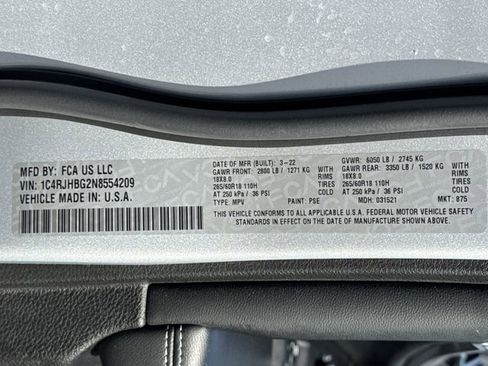 MFD BY: FCA US LLC
VIN: 1C4RJHBG2N8554209
VEHICLE MADE IN: U.S.A.
DATE OF MFR (BUILT): 3-22
GAWR FRONT: 2800 LB / 1271 KG WITH
18X8.0 RIMS
265/60R18 110H TIRES
AT 250 kPa / 36 PSI
TYPE: MPV PAINT: PSE
GVWR: 6050 LB / 2745 KG
GAWR REAR: 3350 LB / 1520 KG WITH
18X8.0 RIMS
265/60R18 110H TIRES
AT 250 kPa / 36 PSI
MDH: 031521 MKT: 875
THIS VEHICLE CONFORMS TO ALL APPLICABLE U.S.A. FEDERAL MOTOR VEHICLE SAFETY
STANDARDS IN EFFECT ON THE DATE OF MANUFACTURE SHOWN ABOVE.